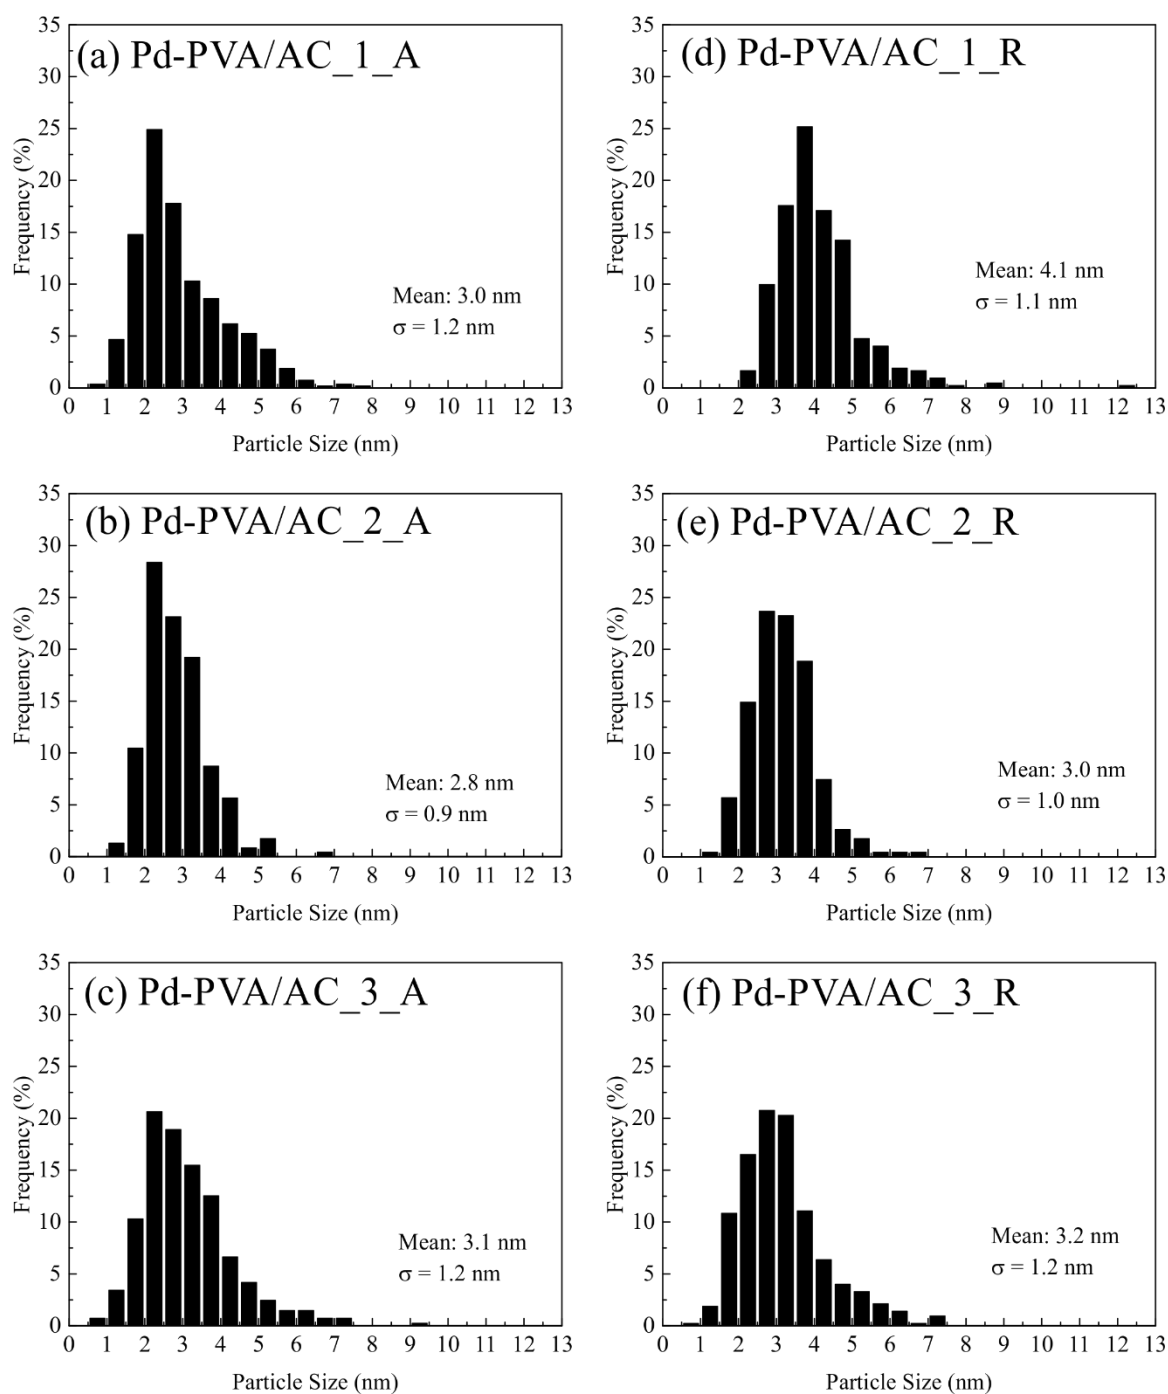 (a) Pd-PVA/AC_1_A
35
30
25
20
15
10
5
0
Frequency (%)
Mean: 3.0 nm
σ = 1.2 nm
0 1 2 3 4 5 6 7 8 9 10 11 12 13
Particle Size (nm)
(d) Pd-PVA/AC_1_R
35
30
25
20
15
10
5
0
Frequency (%)
Mean: 4.1 nm
σ = 1.1 nm
0 1 2 3 4 5 6 7 8 9 10 11 12 13
Particle Size (nm)
(b) Pd-PVA/AC_2_A
35
30
25
20
15
10
5
0
Frequency (%)
Mean: 2.8 nm
σ = 0.9 nm
0 1 2 3 4 5 6 7 8 9 10 11 12 13
Particle Size (nm)
(e) Pd-PVA/AC_2_R
35
30
25
20
15
10
5
0
Frequency (%)
Mean: 3.0 nm
σ = 1.0 nm
0 1 2 3 4 5 6 7 8 9 10 11 12 13
Particle Size (nm)
(c) Pd-PVA/AC_3_A
35
30
25
20
15
10
5
0
Frequency (%)
Mean: 3.1 nm
σ = 1.2 nm
0 1 2 3 4 5 6 7 8 9 10 11 12 13
Particle Size (nm)
(f) Pd-PVA/AC_3_R
35
30
25
20
15
10
5
0
Frequency (%)
Mean: 3.2 nm
σ = 1.2 nm
0 1 2 3 4 5 6 7 8 9 10 11 12 13
Particle Size (nm)